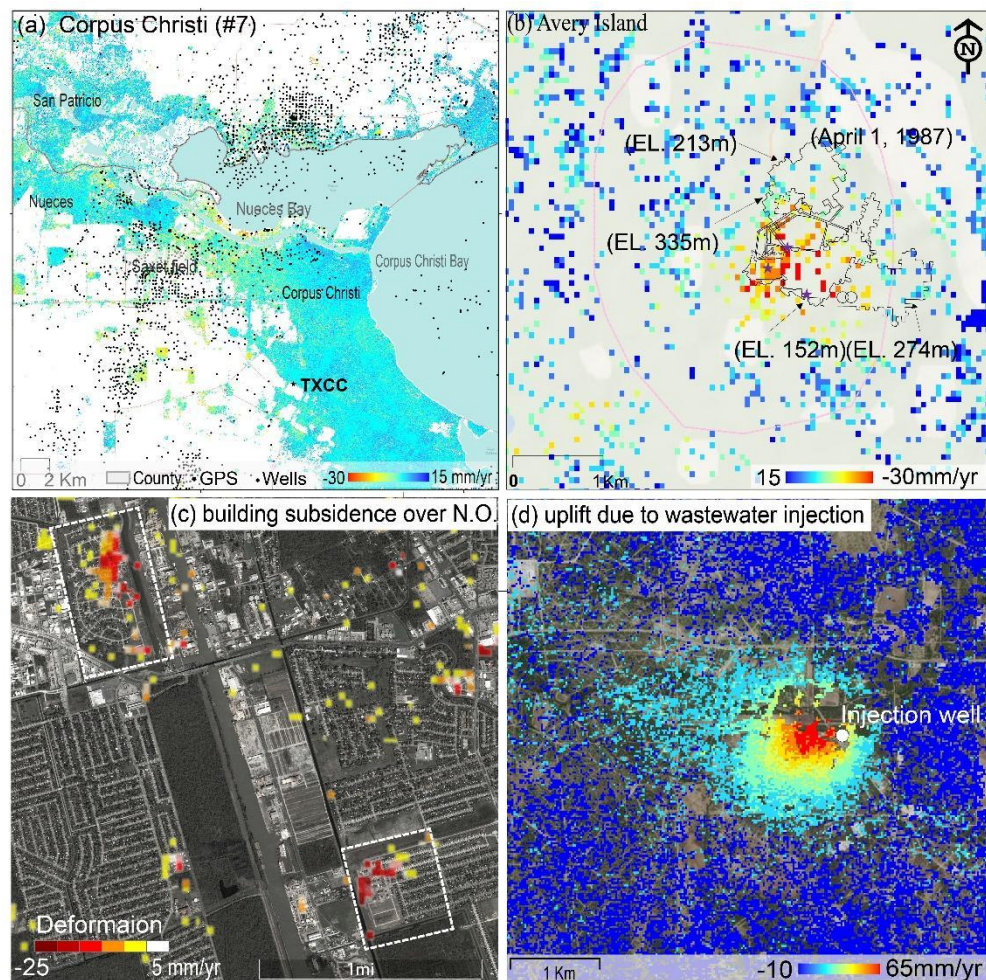 (a) Corpus Christi (#7)
San Patricio
Nueces
Nueces Bay
Saxet field
Corpus Christi Bay
Corpus Christi
TXCC
0 2 Km County •GPS •Wells -30 15 mm/yr
(b) Avery Island
N
(EL. 213m)
(April 1, 1987)
(EL. 335m)
(EL. 152m)(EL. 274m)
0 1 Km
15 -30mm/yr
(c) building subsidence over N.O.
Deformaion
-25 5 mm/yr
1mi
(d) uplift due to wastewater injection
Injection well
1 Km
-10 65mm/yr